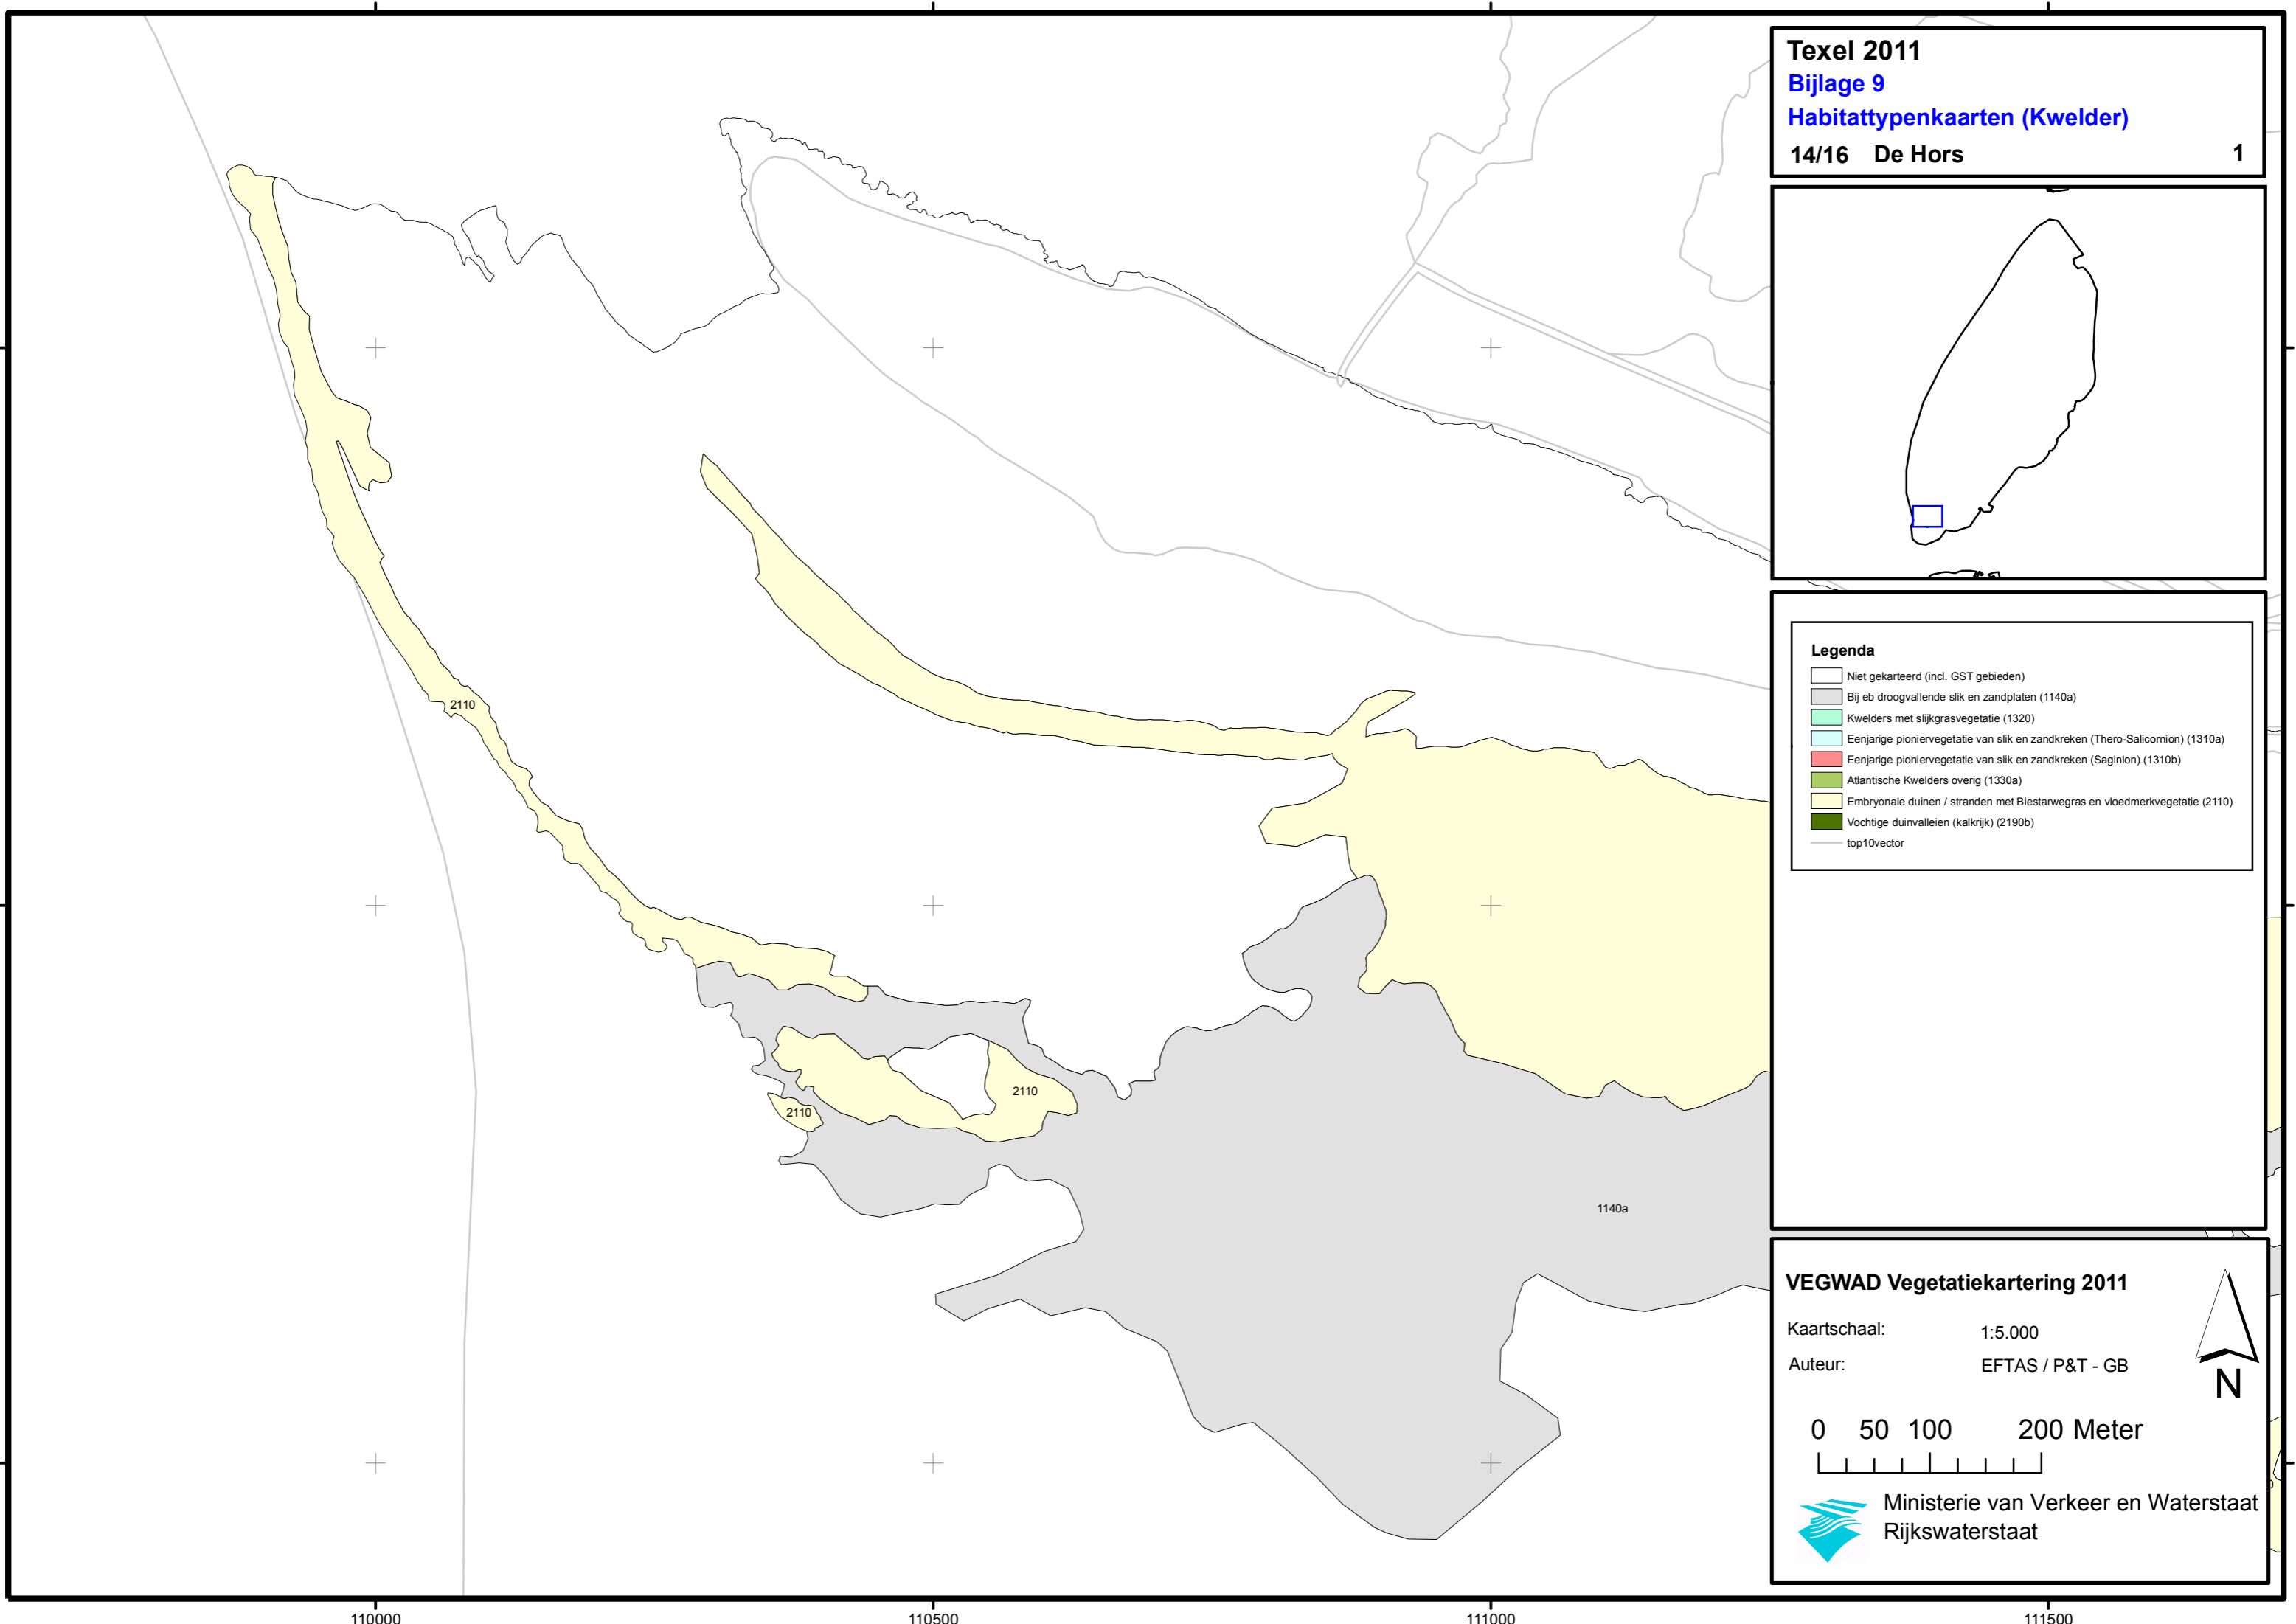 Texel 2011
Bijlage 9
Habitattypenkaarten (Kwelder)
14/16 De Hors 1
Legenda
Niet gekarteerd (incl. GST gebieden)
Bij eb droogvallende slik en zandplaten (1140a)
Kwelders met slijkgrasvegetatie (1320)
Eenjarige pioniervegetatie van slik en zandkreken (Thero-Salicornion) (1310a)
Eenjarige pioniervegetatie van slik en zandkreken (Saginion) (1310b)
Atlantische Kwelders overig (1330a)
Embryonale duinen / stranden met Biestarwegras en vloedmerkvegetatie (2110)
Vochtige duinvalleien (kalkrijk) (2190b)
top10vector
2110
2110
2110
1140a
VEGWAD Vegetatiekartering 2011
Kaartschaal: 1:5.000
Auteur: EFTAS / P&T - GB
N
0 50 100 200 Meter
Ministerie van Verkeer en Waterstaat
Rijkswaterstaat
110000 110500 111000 111500